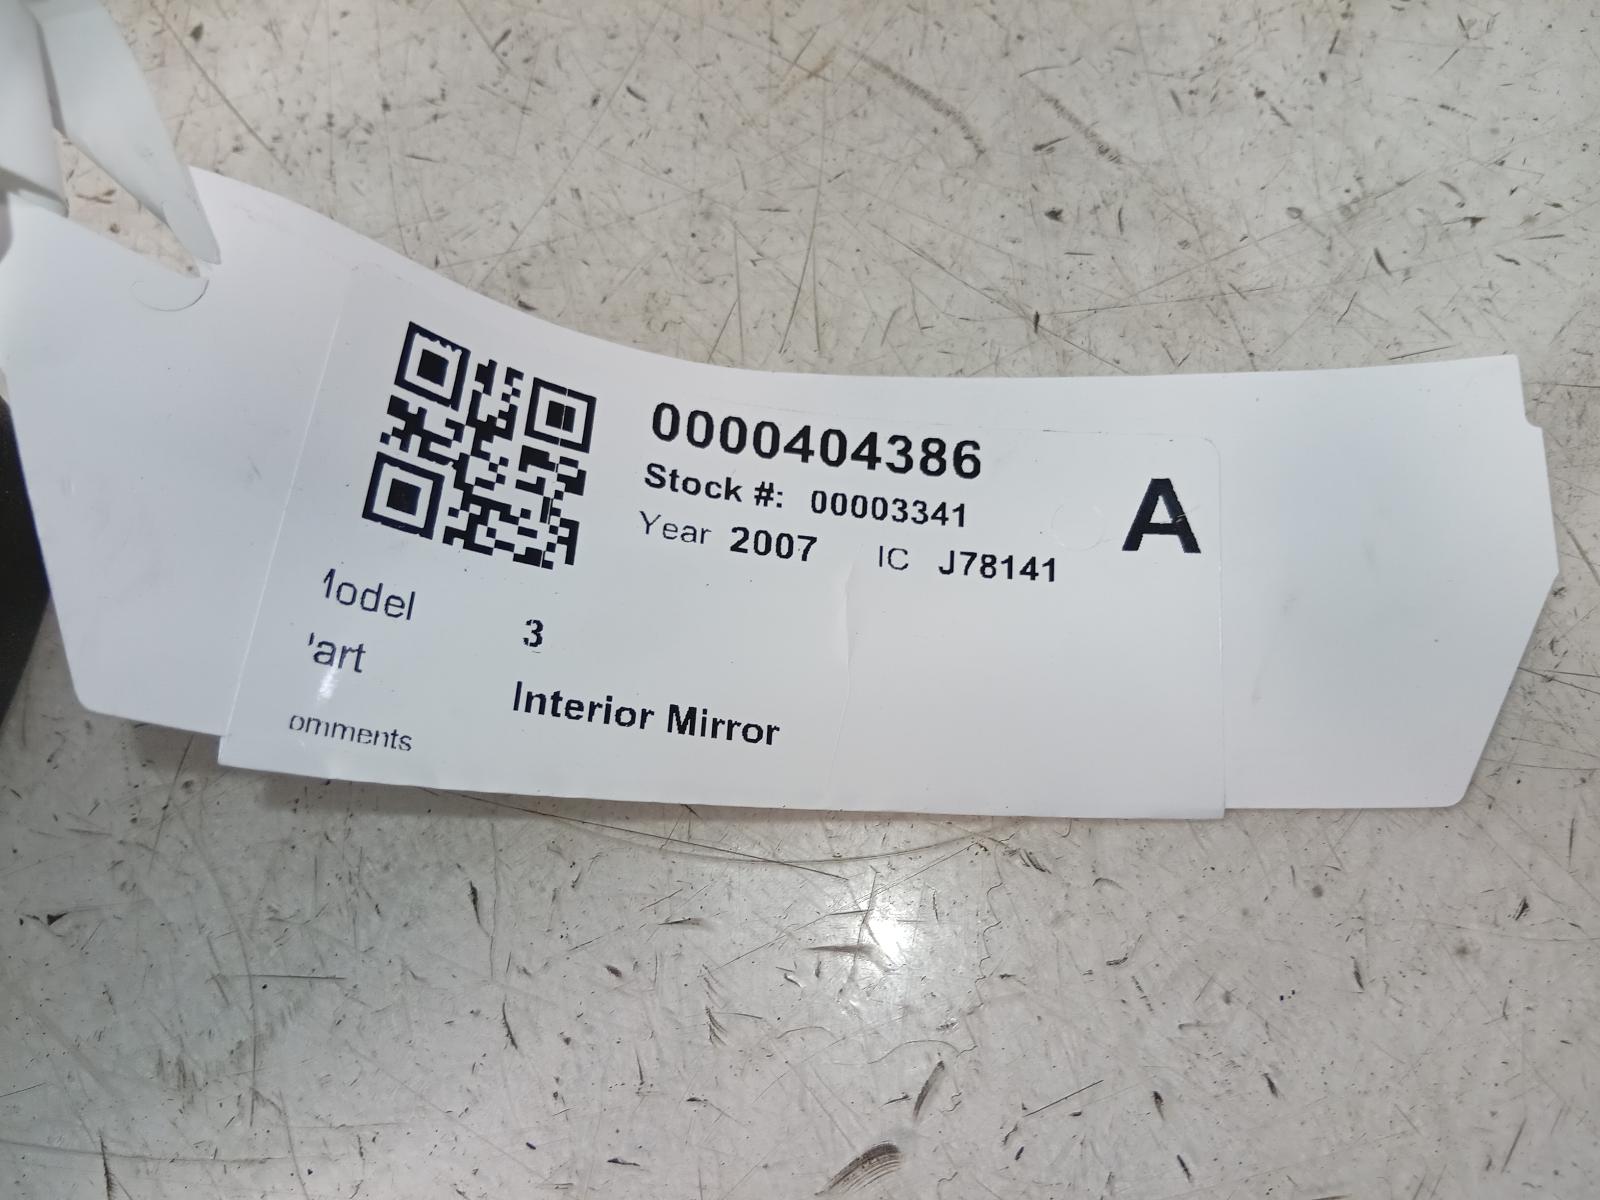 0000404386
Stock #: 00003341
A
Year 2007 IC J78141
Model 3
Part Interior Mirror
omments